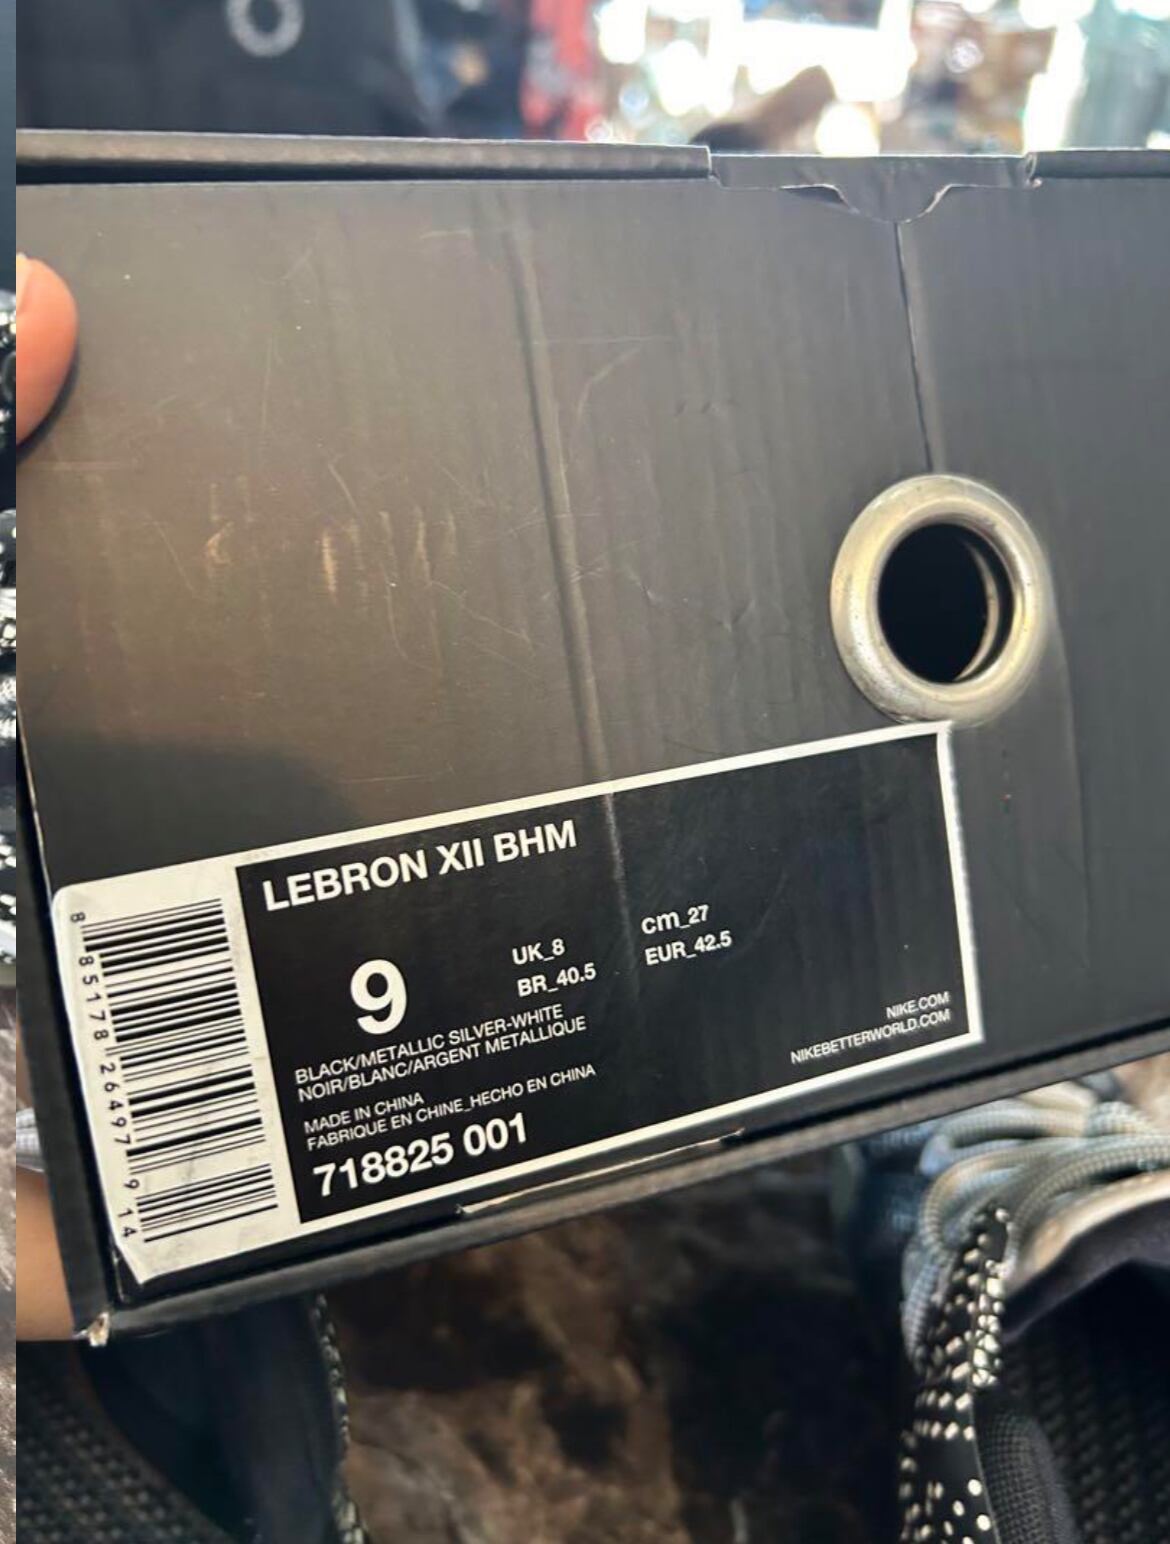 LEBRON XII BHM
9
UK_8
cm_27
BR_40.5
EUR_42.5
BLACK/METALLIC SILVER-WHITE
NOIR/BLANC/ARGENT METALLIQUE
MADE IN CHINA
FABRIQUE EN CHINE_HECHO EN CHINA
718825 001
NIKE.COM
NIKEBETTERWORLD.COM
8 85178 26497 9 14